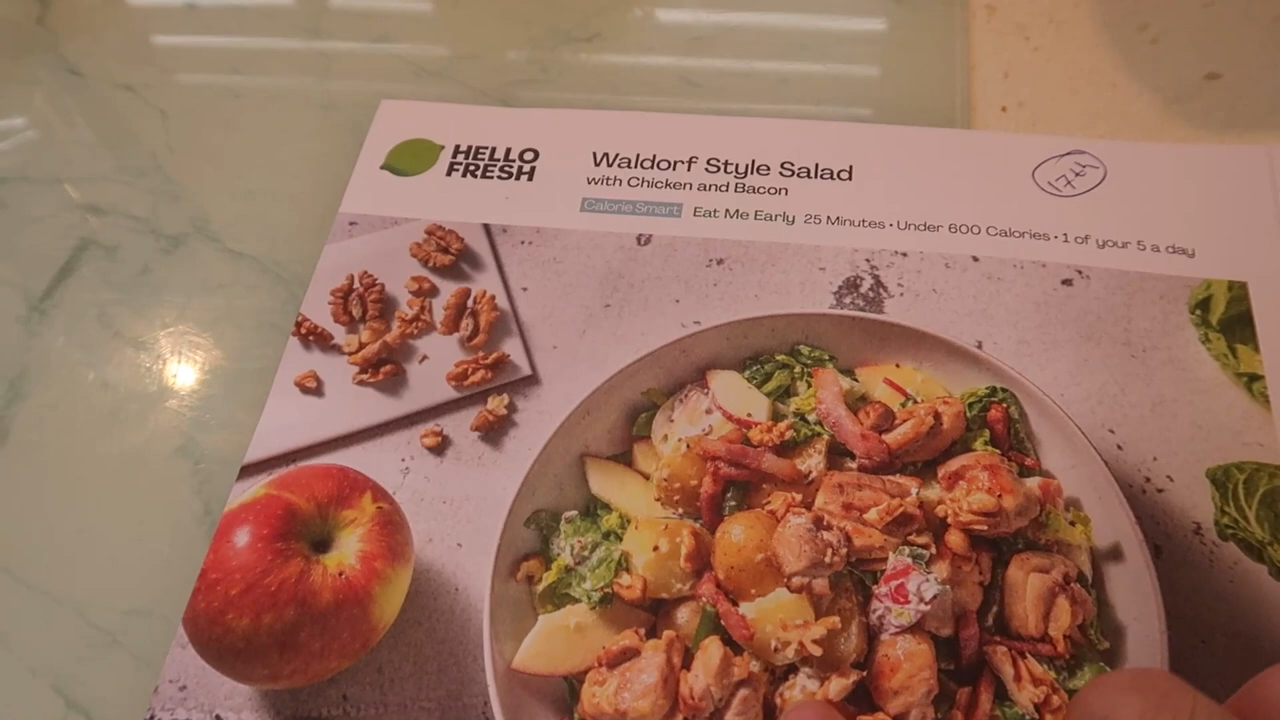 HELLO
FRESH
Waldorf Style Salad
with Chicken and Bacon
Calorie Smart Eat Me Early 25 Minutes • Under 600 Calories • 1 of your 5 a day
17th